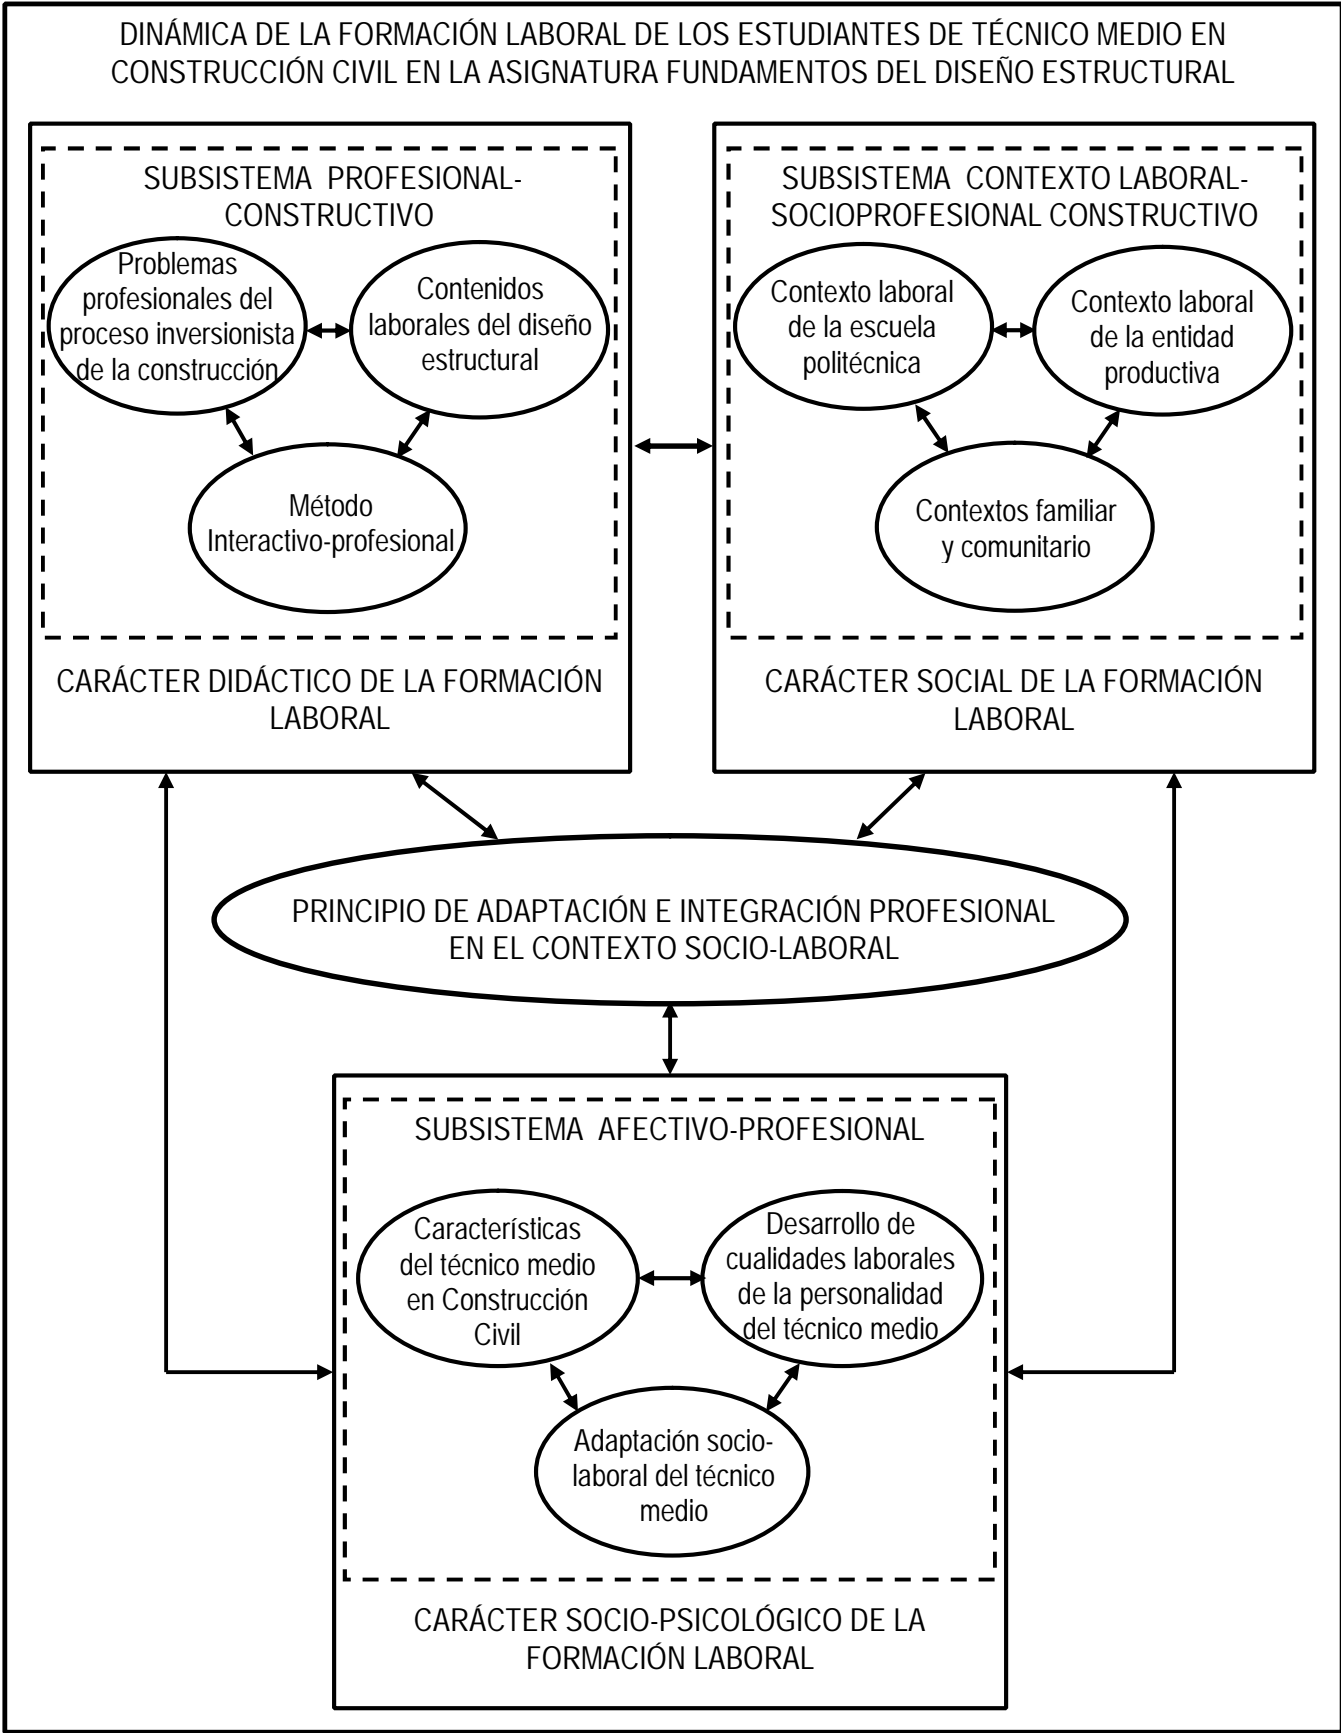 DINÁMICA DE LA FORMACIÓN LABORAL DE LOS ESTUDIANTES DE TÉCNICO MEDIO EN
CONSTRUCCIÓN CIVIL EN LA ASIGNATURA FUNDAMENTOS DEL DISEÑO ESTRUCTURAL
SUBSISTEMA PROFESIONAL-
CONSTRUCTIVO
Problemas
profesionales del
proceso inversionista
de la construcción
Contenidos
laborales del diseño
estructural
Método
Interactivo-profesional
CARÁCTER DIDÁCTICO DE LA FORMACIÓN
LABORAL
SUBSISTEMA CONTEXTO LABORAL-
SOCIOPROFESIONAL CONSTRUCTIVO
Contexto laboral
de la escuela
politécnica
Contexto laboral
de la entidad
productiva
Contextos familiar
y comunitario
CARÁCTER SOCIAL DE LA FORMACIÓN
LABORAL
PRINCIPIO DE ADAPTACIÓN E INTEGRACIÓN PROFESIONAL
EN EL CONTEXTO SOCIO-LABORAL
SUBSISTEMA AFECTIVO-PROFESIONAL
Características
del técnico medio
en Construcción
Civil
Desarrollo de
cualidades laborales
de la personalidad
del técnico medio
Adaptación socio-
laboral del técnico
medio
CARÁCTER SOCIO-PSICOLÓGICO DE LA
FORMACIÓN LABORAL